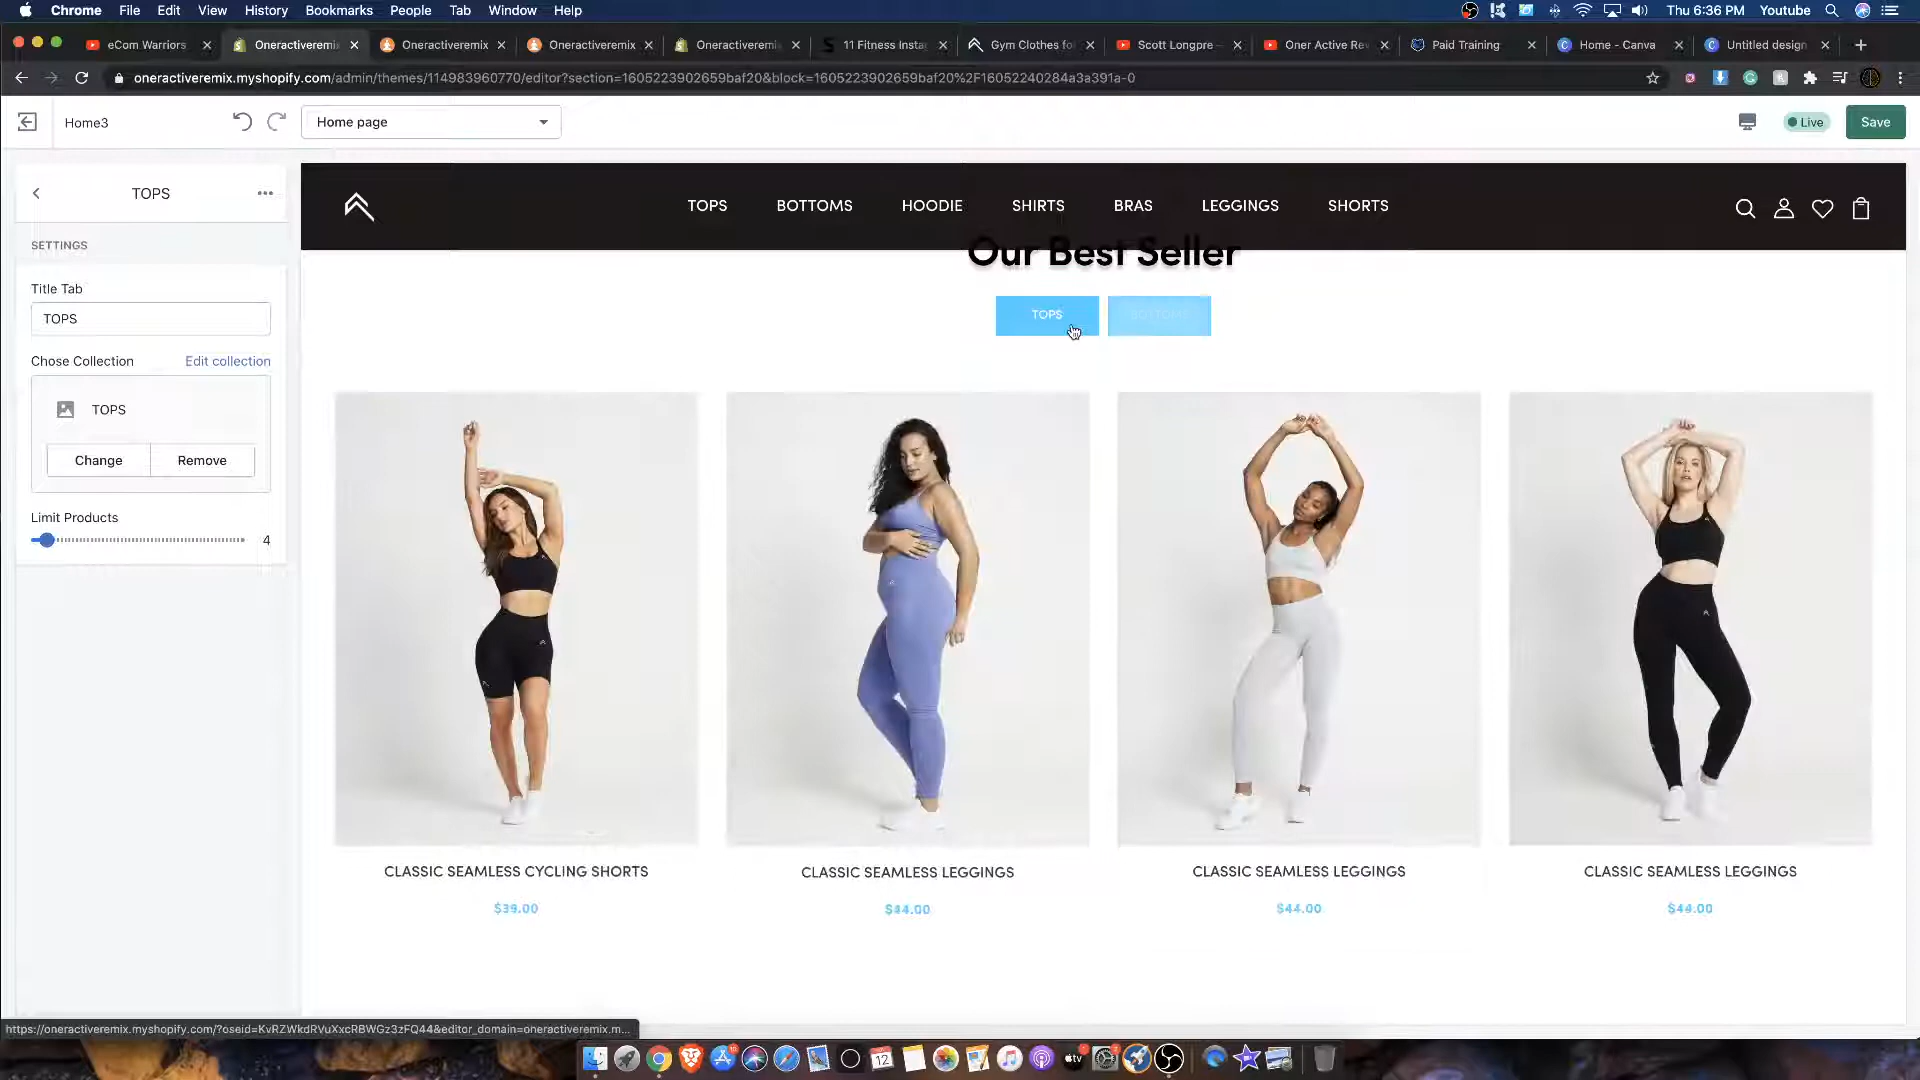 Chrome File Edit View History Bookmarks People Tab Window Help Thu 6:36 PM Youtube
eCom Warriors Oneractiveremi Oneractiveremix Oneractiveremix Oneractiveremi 11 Fitness Insta Gym Clothes fo Scott Longpre Oner Active Rev Paid Training Home - Canva Untitled design
oneractiveremix.myshopify.com/admin/themes/114983960770/editor?section=1605223902659baf20&block=1605223902659baf20%2F16052240284a3a391a-0
Home3 Home page Live Save
TOPS
SETTINGS
Title Tab
TOPS
Chose Collection Edit collection
TOPS
Change Remove
Limit Products
4
TOPS BOTTOMS HOODIE SHIRTS BRAS LEGGINGS SHORTS
Our Best Seller
TOPS BOTTOMS
CLASSIC SEAMLESS CYCLING SHORTS CLASSIC SEAMLESS LEGGINGS CLASSIC SEAMLESS LEGGINGS CLASSIC SEAMLESS LEGGINGS
$39.00 $44.00 $44.00 $44.00
https://oneractiveremix.myshopify.com/?oseid=KvRZWkdRVuXxcRBWGz3zFQ44&editor_domain=oneractiveremix.m...
12
tv